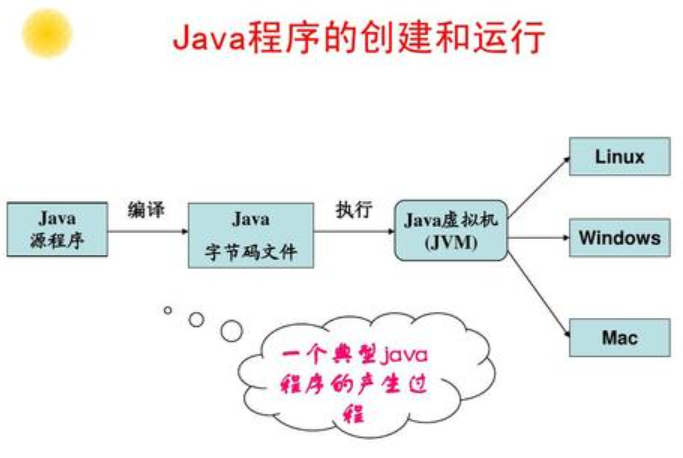 Java程序的创建和运行
Java
源程序
编译
Java
字节码文件
执行
Java虚拟机
(JVM)
Linux
Windows
Mac
一个典型java
程序的产生过
程